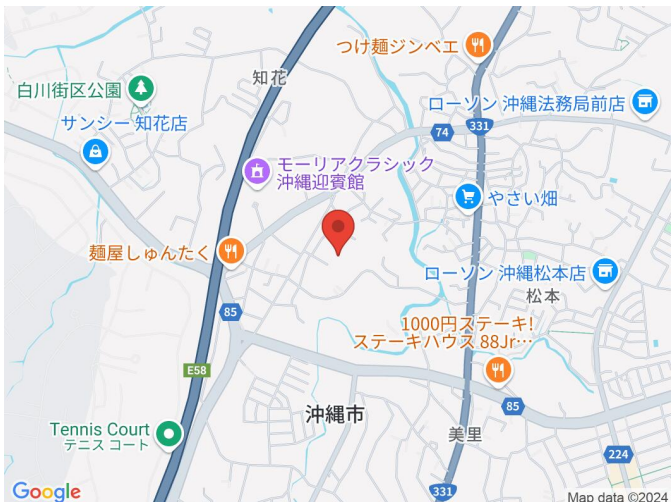 つけ麺ジンベエ
知花
白川街区公園
ローソン 沖縄法務局前店
サンシー 知花店
74
331
モーリアクラシック
沖縄迎賓館
やさい畑
麺屋しゅんたく
ローソン 沖縄松本店
松本
85
1000円ステーキ!
ステーキハウス 88Jr…
E58
沖縄市
85
Tennis Court
テニス コート
美里
224
331
Google
Map data ©2024